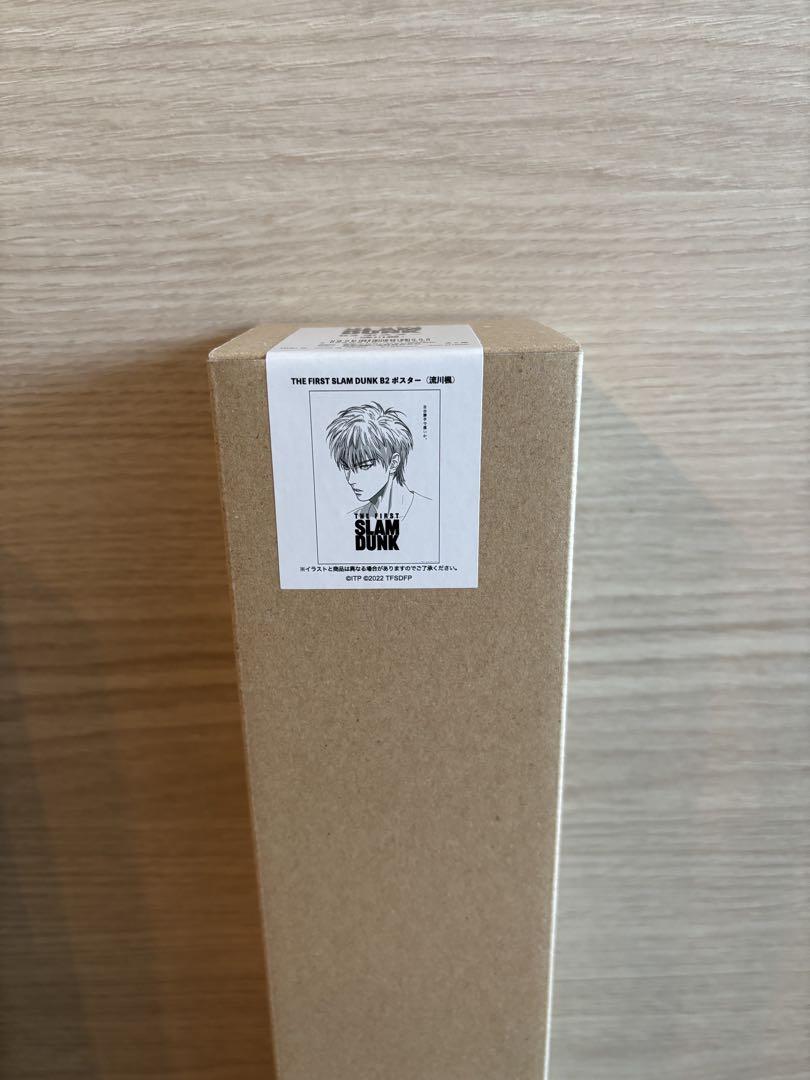 SLAM
DUNK
THE FIRST SLAM DUNK B2 ポスター（流川楓）
THE FIRST
SLAM
DUNK
※イラストと商品は異なる場合がありますのでご了承ください。
©ITP ©2022 TFSDFP